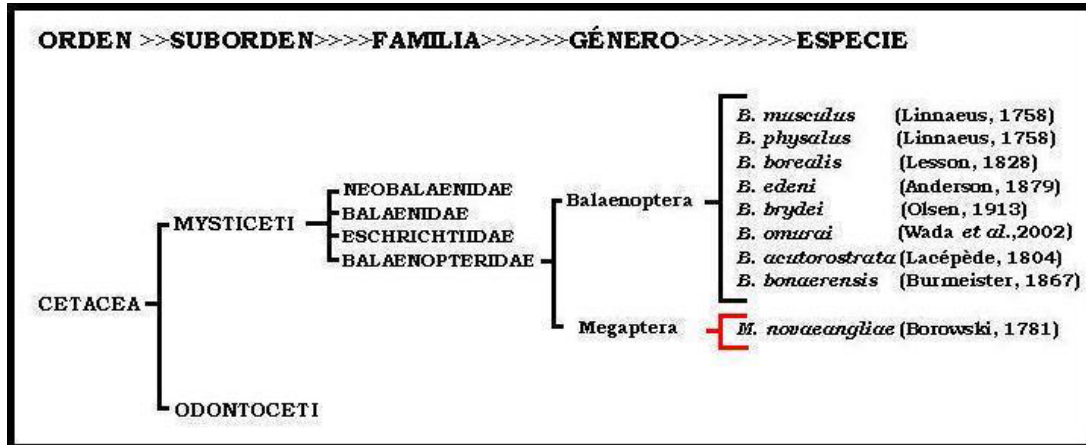 ORDEN >>SUBORDEN>>>>FAMILIA>>>>>>GÉNERO>>>>>>>>ESPECIE
CETACEA
MYSTICETI
ODONTOCETI
NEOBALAENIDAE
BALAENIDAE
ESCHRICHTIIDAE
BALAENOPTERIDAE
Balaenoptera
Megaptera
B. musculus (Linnaeus, 1758)
B. physalus (Linnaeus, 1758)
B. borealis (Lesson, 1828)
B. edeni (Anderson, 1879)
B. brydei (Olsen, 1913)
B. omurai (Wada et al.,2002)
B. acutorostrata (Lacépède, 1804)
B. bonaerensis (Burmeister, 1867)
M. novaeangliae (Borowski, 1781)